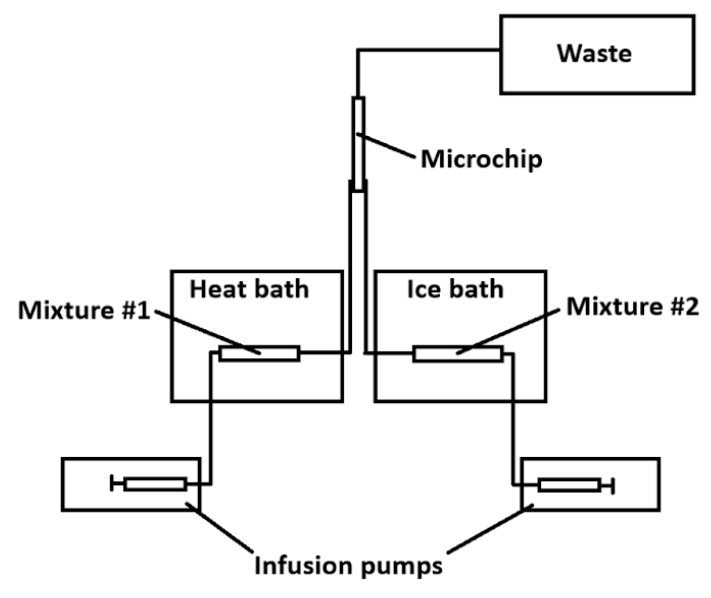 Waste
Microchip
Heat bath
Ice bath
Mixture #1
Mixture #2
Infusion pumps